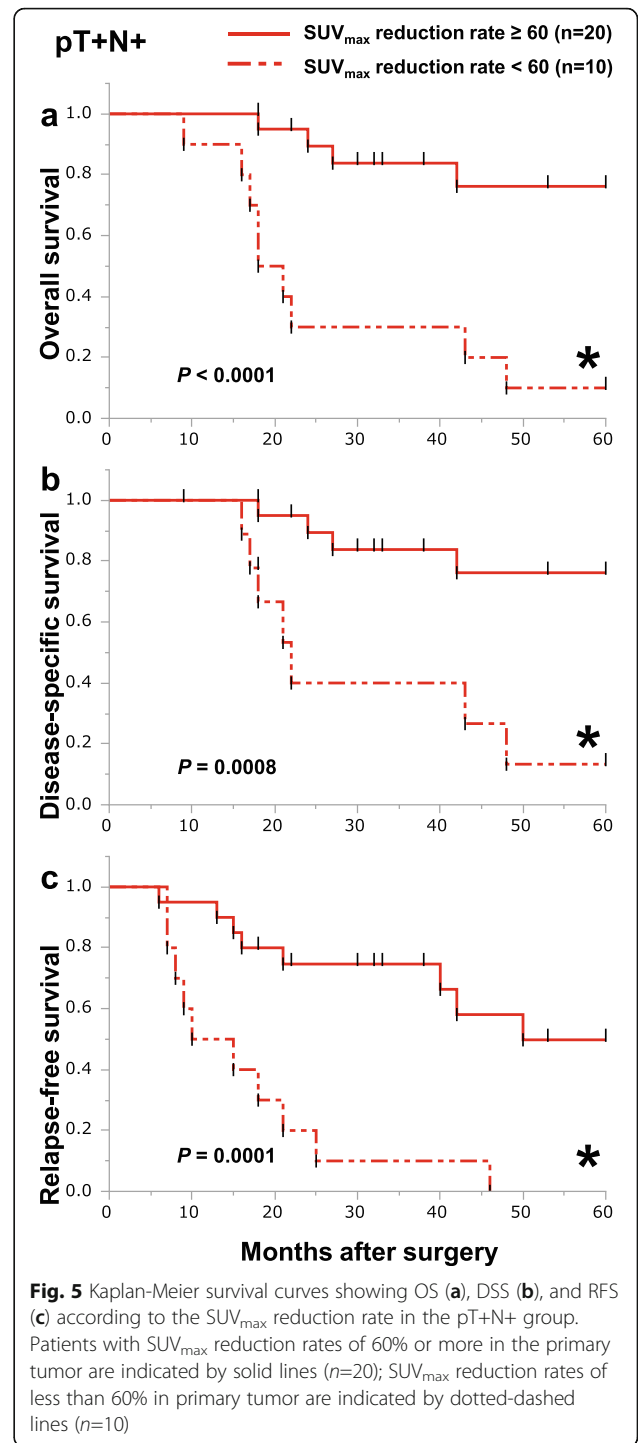 pT+N+
SUVmax reduction rate ≥ 60 (n=20)
SUVmax reduction rate < 60 (n=10)
a
Overall survival
1.0
0.8
0.6
0.4
0.2
0.0
P < 0.0001
*
0 10 20 30 40 50 60
b
Disease-specific survival
1.0
0.8
0.6
0.4
0.2
0.0
P = 0.0008
*
0 10 20 30 40 50 60
c
Relapse-free survival
1.0
0.8
0.6
0.4
0.2
0.0
P = 0.0001
*
0 10 20 30 40 50 60
Months after surgery
Fig. 5 Kaplan-Meier survival curves showing OS (a), DSS (b), and RFS
(c) according to the SUVmax reduction rate in the pT+N+ group.
Patients with SUVmax reduction rates of 60% or more in the primary
tumor are indicated by solid lines (n=20); SUVmax reduction rates of
less than 60% in primary tumor are indicated by dotted-dashed
lines (n=10)